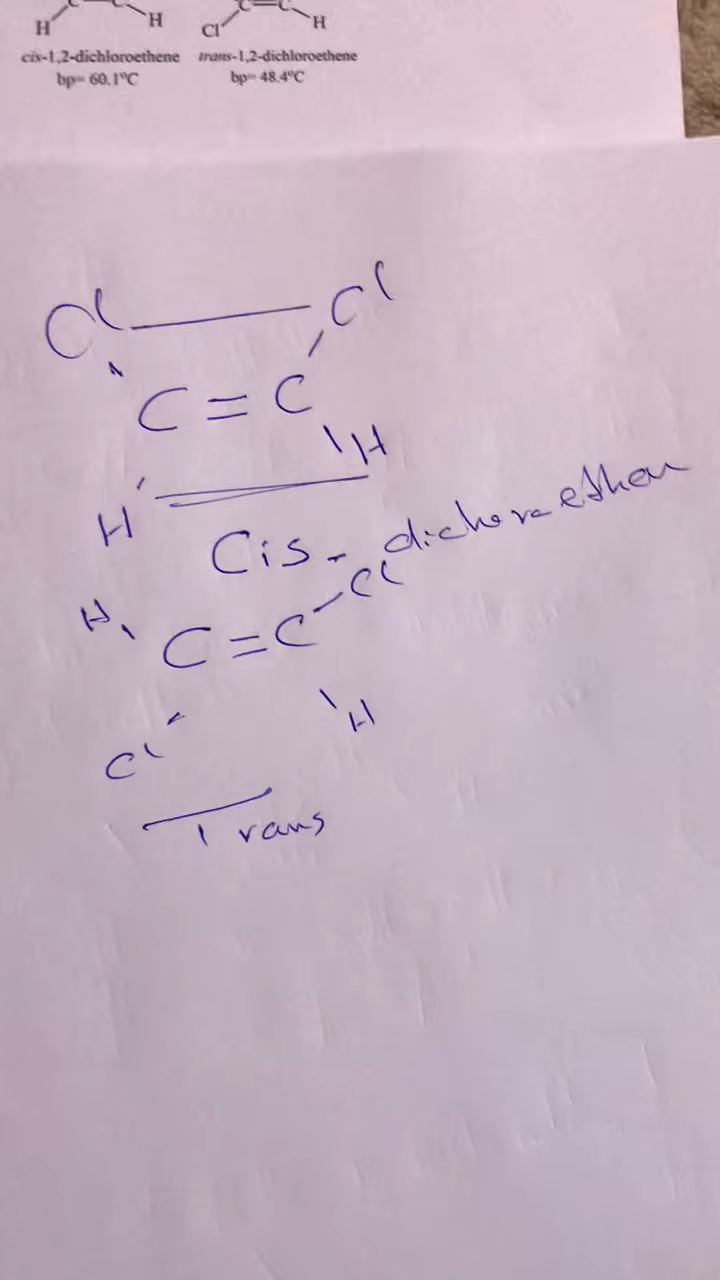 H H Cl H
cis-1,2-dichloroethene trans-1,2-dichloroethene
bp= 60.1°C bp= 48.4°C
Cl Cl
C = C
H H
Cis -
H C = C Cl
Cl H
Trans